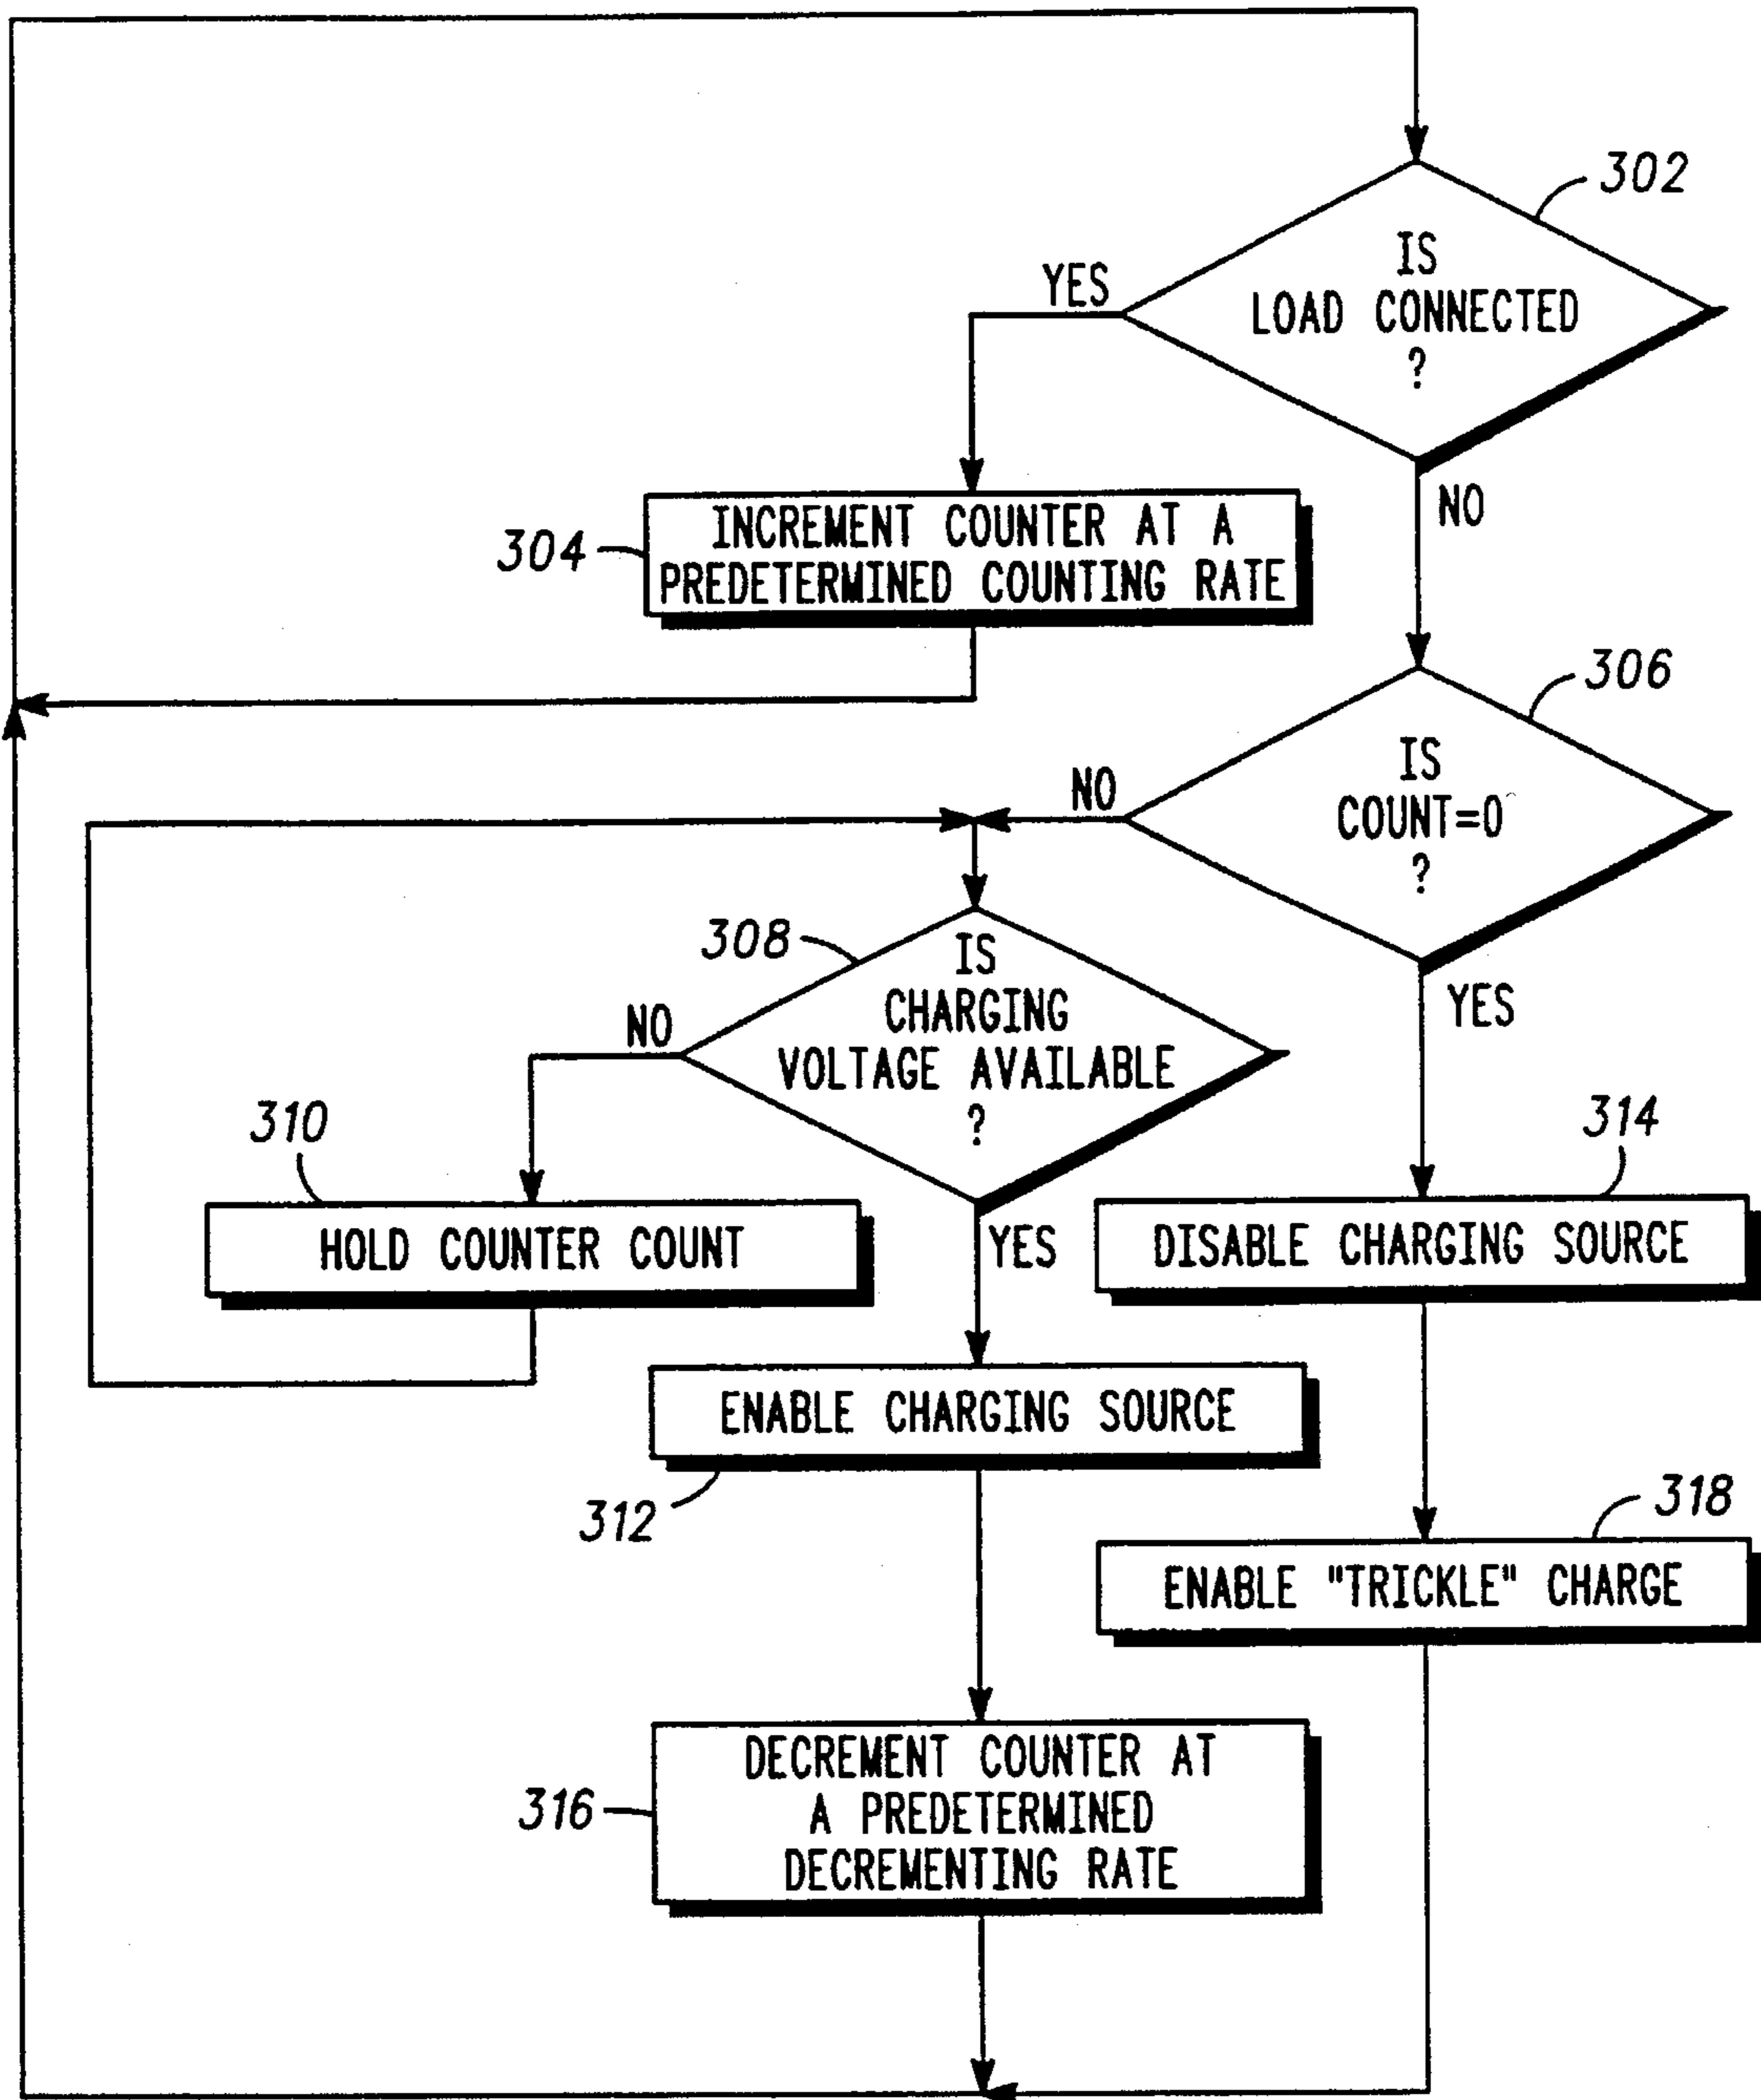 302
IS
LOAD CONNECTED
?
YES
NO
304
INCREMENT COUNTER AT A
PREDETERMINED COUNTING RATE
306
IS
COUNT=0
?
NO
YES
308
IS
CHARGING
VOLTAGE AVAILABLE
?
NO
YES
310
HOLD COUNTER COUNT
314
DISABLE CHARGING SOURCE
ENABLE CHARGING SOURCE
312
318
ENABLE "TRICKLE" CHARGE
316
DECREMENT COUNTER AT
A PREDETERMINED
DECREMENTING RATE